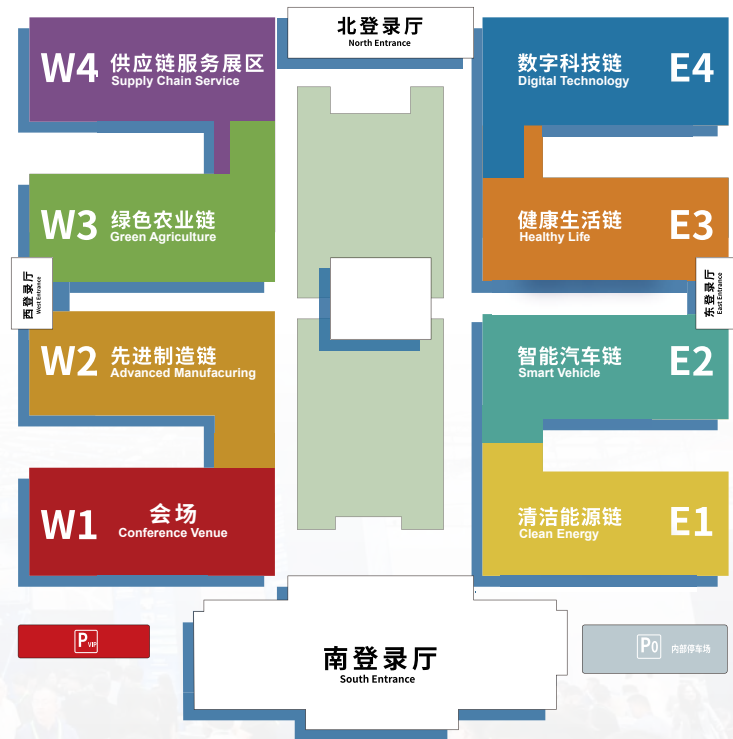 北登录厅
North Entrance
W4 供应链服务展区
Supply Chain Service
数字科技链 E4
Digital Technology
W3 绿色农业链
Green Agriculture
健康生活链 E3
Healthy Life
西登录厅
West Entrance
东登录厅
East Entrance
W2 先进制造链
Advanced Manufacuring
智能汽车链 E2
Smart Vehicle
W1 会场
Conference Venue
清洁能源链 E1
Clean Energy
P VIP
南登录厅
South Entrance
P0 内部停车场